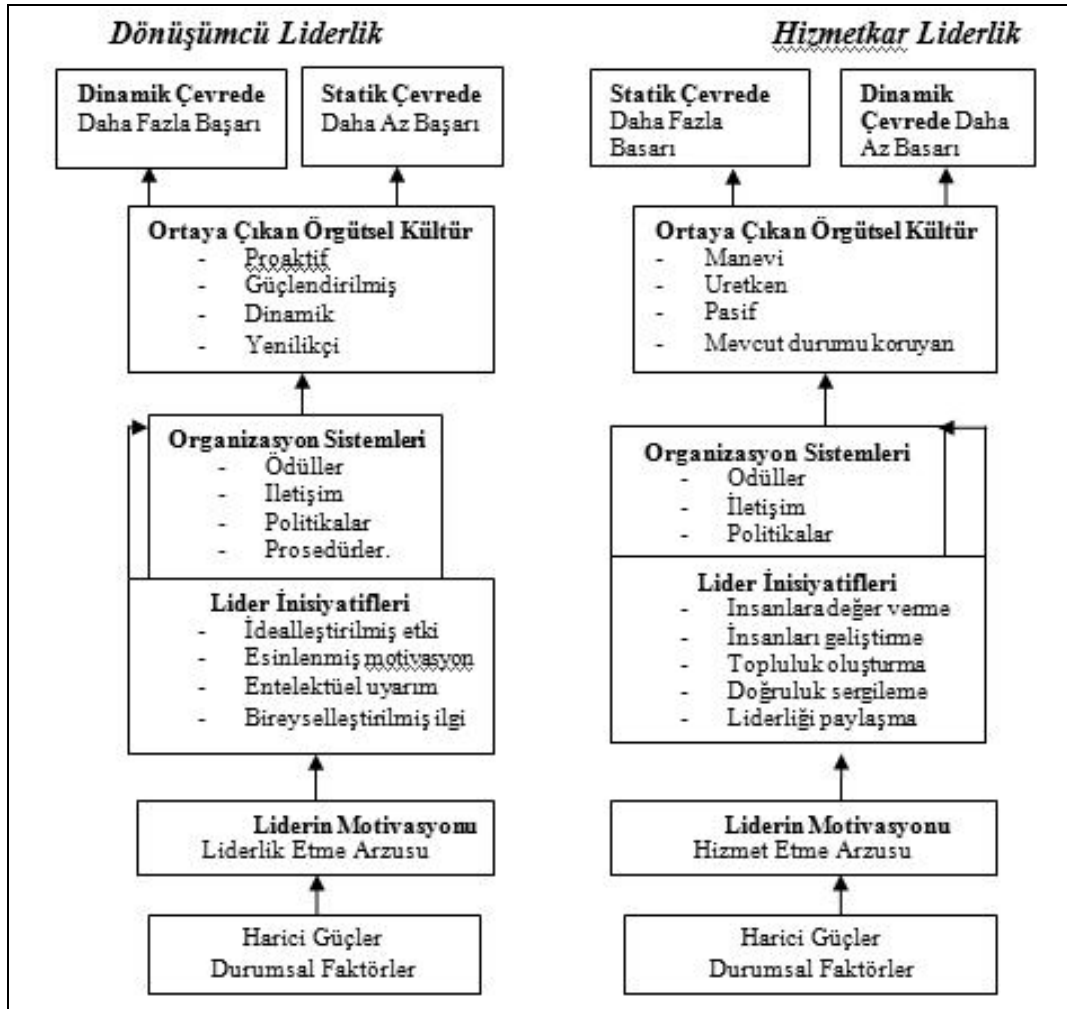 Dönüşümcü Liderlik
Dinamik Çevrede
Daha Fazla Başarı
Statik Çevrede
Daha Az Başarı
Ortaya Çıkan Örgütsel Kültür
- Proaktif
- Güçlendirilmiş
- Dinamik
- Yenilikçi
Organizasyon Sistemleri
- Ödüller
- Iletişim
- Politikalar
- Prosedürler.
Lider İnisiyatifleri
- İdealleştirilmiş etki
- Esinlenmiş motivasyon
- Entelektüel uyarım
- Bireyselleştirilmiş ilgi
Liderin Motivasyonu
Liderlik Etme Arzusu
Harici Güçler
Durumsal Faktörler
Hizmetkar Liderlik
Statik Çevrede
Daha Fazla
Basarı
Dinamik
Çevrede Daha
Az Basarı
Ortaya Çıkan Örgütsel Kültür
- Manevi
- Uretken
- Pasif
- Mevcut durumu koruyan
Organizasyon Sistemleri
- Odüller
- İletişim
- Politikalar
Lider İnisiyatifleri
- Insanlara değer verme
- İnsanları geliştirme
- Topluluk oluşturma
- Doğruluk sergileme
- Liderliği paylaşma
Liderin Motivasyonu
Hizmet Etme Arzusu
Harici Güçler
Durumsal Faktörler